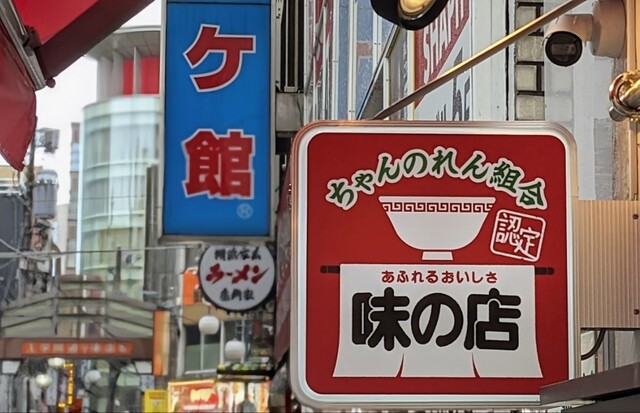 ケ
館
®
ちゃんのれん組合
認定
あふれるおいしさ
味の店
ラーメン